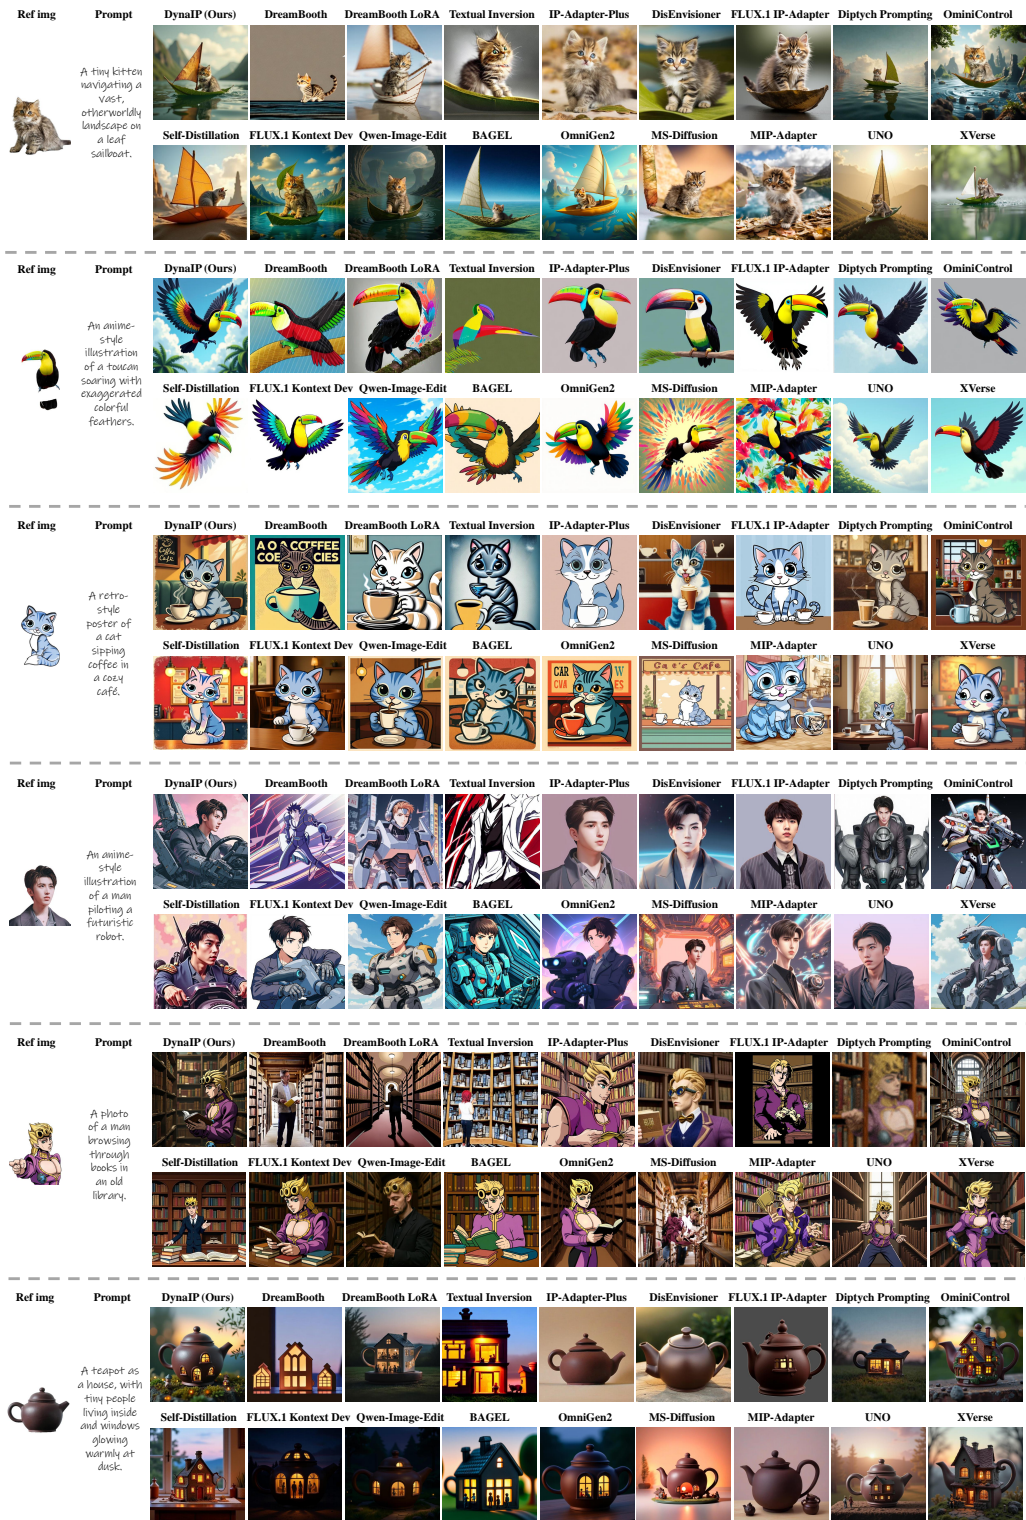 Ref img Prompt DynaIP (Ours) DreamBooth DreamBooth LoRA Textual Inversion IP-Adapter-Plus DisEnvisioner FLUX.1 IP-Adapter Diptych Prompting OminiControl
A tiny kitten
navigating a
vast,
otherworldly
landscape on
a leaf
sailboat.
Self-Distillation FLUX.1 Kontext Dev Qwen-Image-Edit BAGEL OmniGen2 MS-Diffusion MIP-Adapter UNO XVerse
Ref img Prompt DynaIP (Ours) DreamBooth DreamBooth LoRA Textual Inversion IP-Adapter-Plus DisEnvisioner FLUX.1 IP-Adapter Diptych Prompting OminiControl
An anime-
style
illustration
of a toucan
soaring with
exaggerated
colorful
feathers.
Self-Distillation FLUX.1 Kontext Dev Qwen-Image-Edit BAGEL OmniGen2 MS-Diffusion MIP-Adapter UNO XVerse
Ref img Prompt DynaIP (Ours) DreamBooth DreamBooth LoRA Textual Inversion IP-Adapter-Plus DisEnvisioner FLUX.1 IP-Adapter Diptych Prompting OminiControl
A retro-
style
poster of
a cat
sipping
coffee in
a cozy
café.
Self-Distillation FLUX.1 Kontext Dev Qwen-Image-Edit BAGEL OmniGen2 MS-Diffusion MIP-Adapter UNO XVerse
CAR W
CVA ES
Ref img Prompt DynaIP (Ours) DreamBooth DreamBooth LoRA Textual Inversion IP-Adapter-Plus DisEnvisioner FLUX.1 IP-Adapter Diptych Prompting OminiControl
An anime-
style
illustration
of a man
piloting a
futuristic
robot.
Self-Distillation FLUX.1 Kontext Dev Qwen-Image-Edit BAGEL OmniGen2 MS-Diffusion MIP-Adapter UNO XVerse
Ref img Prompt DynaIP (Ours) DreamBooth DreamBooth LoRA Textual Inversion IP-Adapter-Plus DisEnvisioner FLUX.1 IP-Adapter Diptych Prompting OminiControl
A photo
of a man
browsing
through
books in
an old
library.
Self-Distillation FLUX.1 Kontext Dev Qwen-Image-Edit BAGEL OmniGen2 MS-Diffusion MIP-Adapter UNO XVerse
Ref img Prompt DynaIP (Ours) DreamBooth DreamBooth LoRA Textual Inversion IP-Adapter-Plus DisEnvisioner FLUX.1 IP-Adapter Diptych Prompting OminiControl
A teapot as
a house, with
tiny people
living inside
and windows
glowing
warmly at
dusk.
Self-Distillation FLUX.1 Kontext Dev Qwen-Image-Edit BAGEL OmniGen2 MS-Diffusion MIP-Adapter UNO XVerse